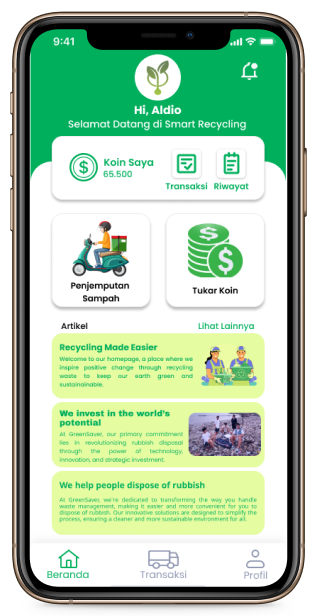 9:41
Hi, Aldio
Selamat Datang di Smart Recycling
Koin Saya
65.500
Transaksi
Riwayat
Penjemputan
Sampah
Tukar Koin
Artikel
Lihat Lainnya
Recycling Made Easier
Welcome to our homepage, a place where we
inspire positive change through recycling
waste to keep our earth green and
sustainable.
We invest in the world's
potential
At GreenSaver, our primary commitment
lies in revolutionizing rubbish disposal
through the power of technology,
innovation, and strategic investment.
We help people dispose of rubbish
At GreenSaver, we're dedicated to transforming the way you handle
waste management, making it easier and more convenient for you to
dispose of rubbish. Our innovative solutions are designed to simplify the
process, ensuring a cleaner and more sustainable environment for all.
Beranda
Transaksi
Profil